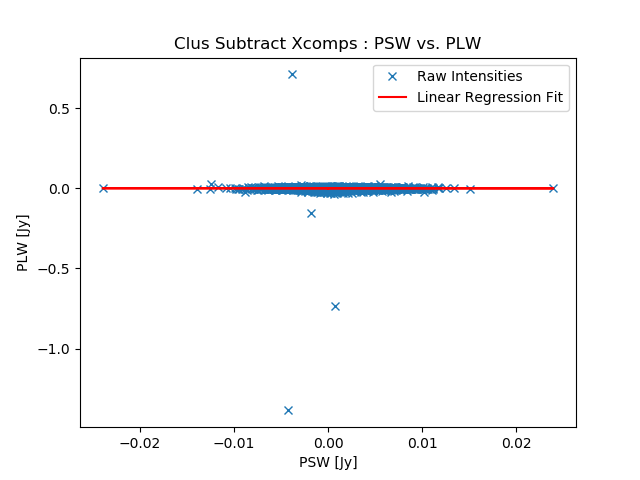 Clus Subtract Xcomps : PSW vs. PLW
Raw Intensities
Linear Regression Fit
0.5
0.0
−0.5
−1.0
PLW [Jy]
−0.02
−0.01
0.00
0.01
0.02
PSW [Jy]